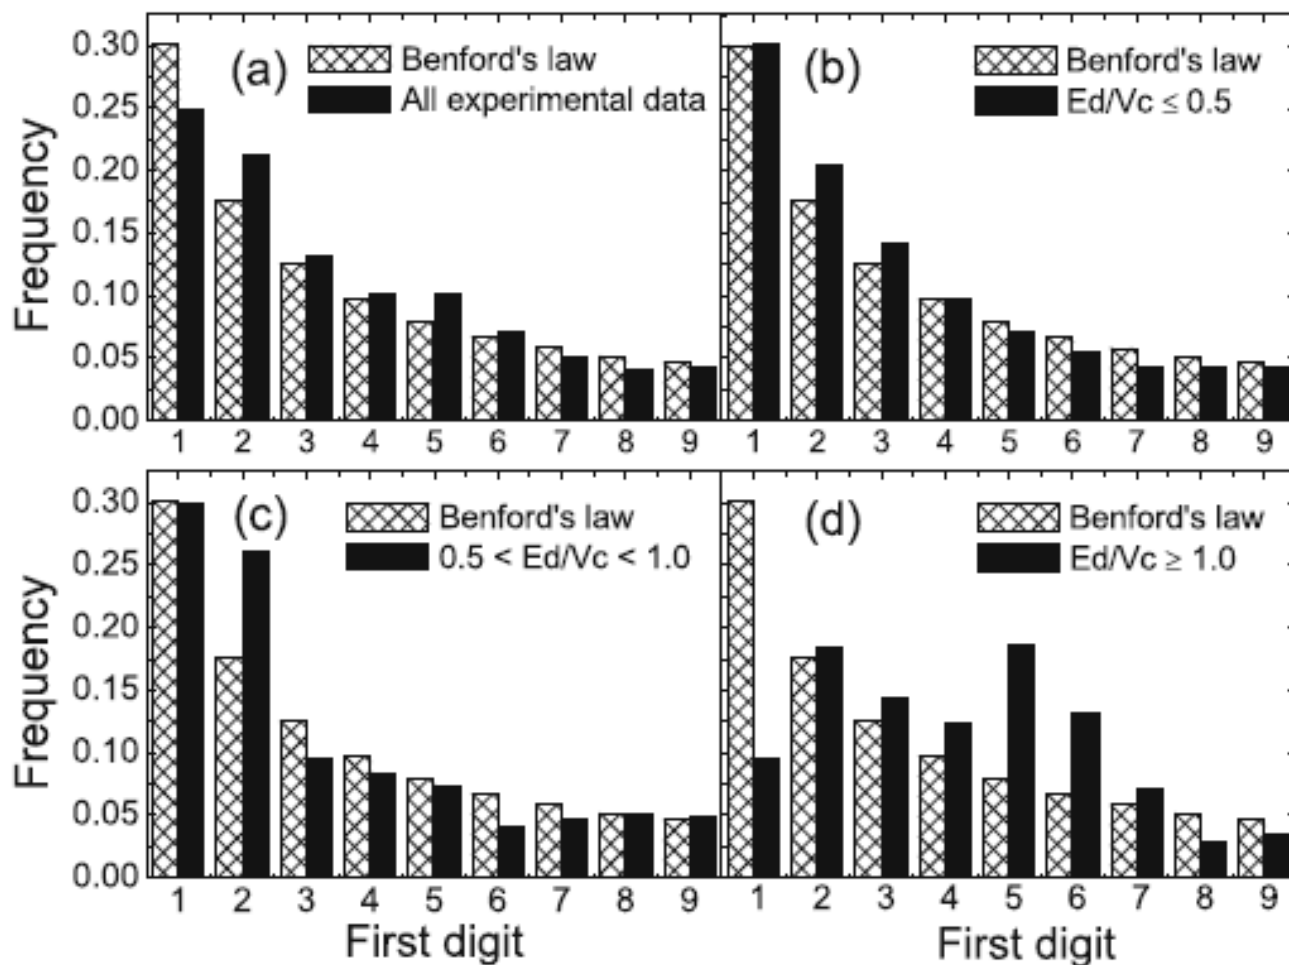 (a) Benford's law
All experimental data
(b) Benford's law
Ed/Vc ≤ 0.5
Frequency
0.30
0.25
0.20
0.15
0.10
0.05
0.00
1 2 3 4 5 6 7 8 9
1 2 3 4 5 6 7 8 9
(c) Benford's law
0.5 < Ed/Vc < 1.0
(d) Benford's law
Ed/Vc ≥ 1.0
Frequency
0.30
0.25
0.20
0.15
0.10
0.05
0.00
1 2 3 4 5 6 7 8 9
1 2 3 4 5 6 7 8 9
First digit
First digit